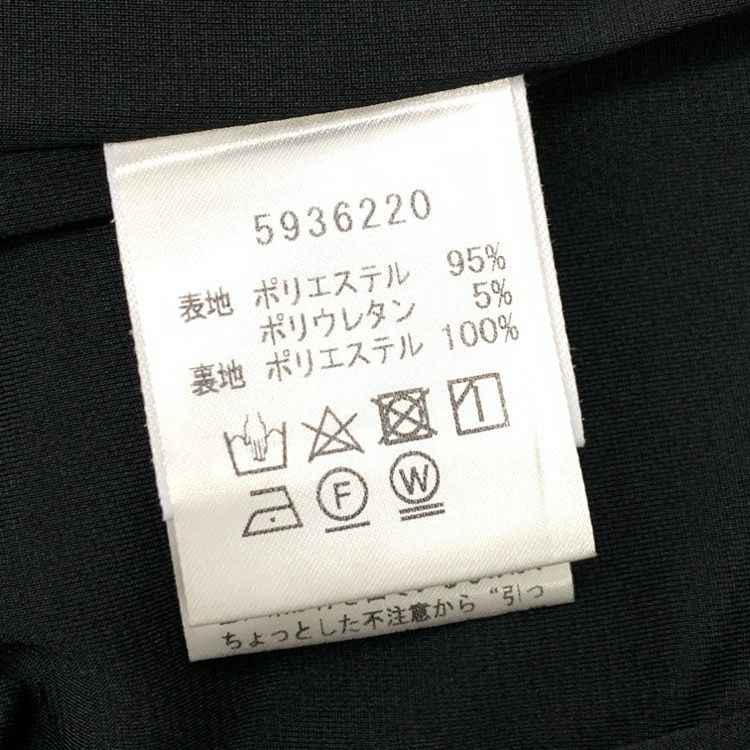 5936220
表地 ポリエステル 95%
ポリウレタン 5%
裏地 ポリエステル 100%
F W
ちょっとした不注意から “引っ